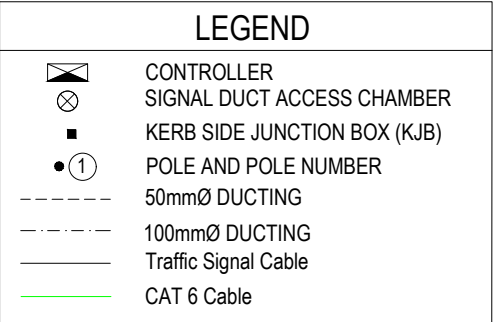 LEGEND
CONTROLLER
SIGNAL DUCT ACCESS CHAMBER
KERB SIDE JUNCTION BOX (KJB)
1 POLE AND POLE NUMBER
50mmØ DUCTING
100mmØ DUCTING
Traffic Signal Cable
CAT 6 Cable